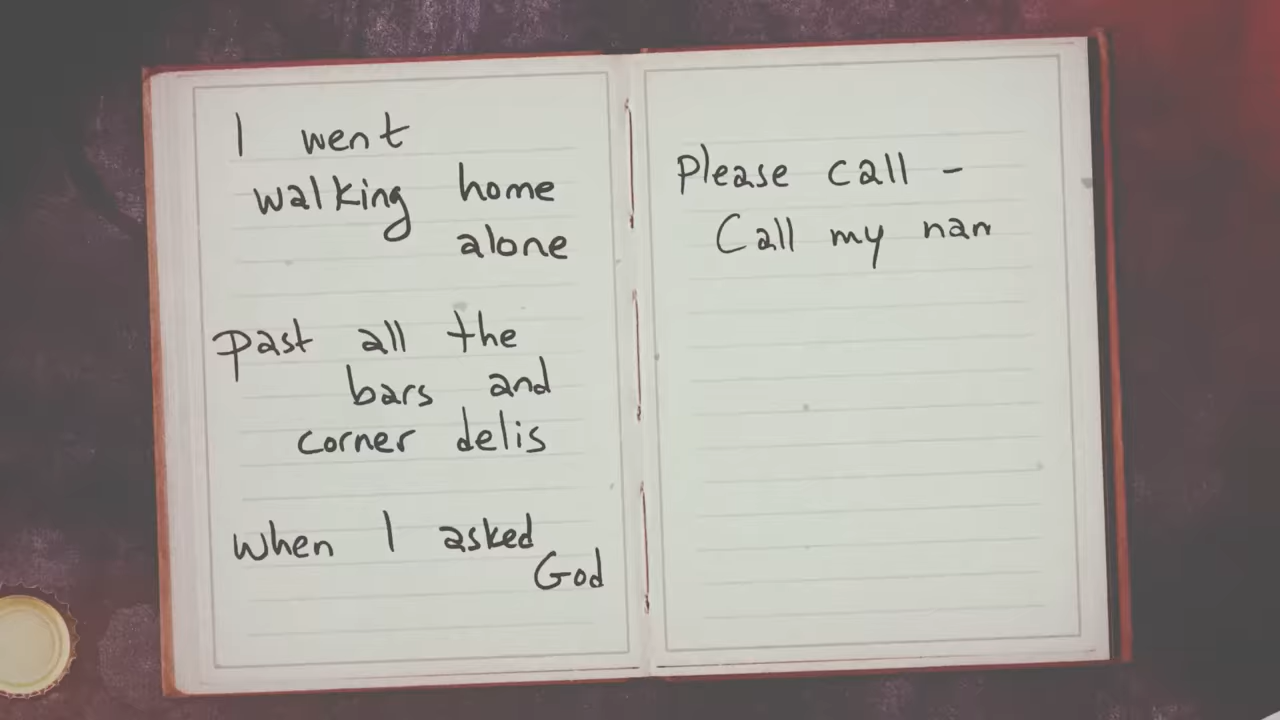 I went
walking home
alone
past all the
bars and
corner delis
when I asked
God
Please call -
Call my nan